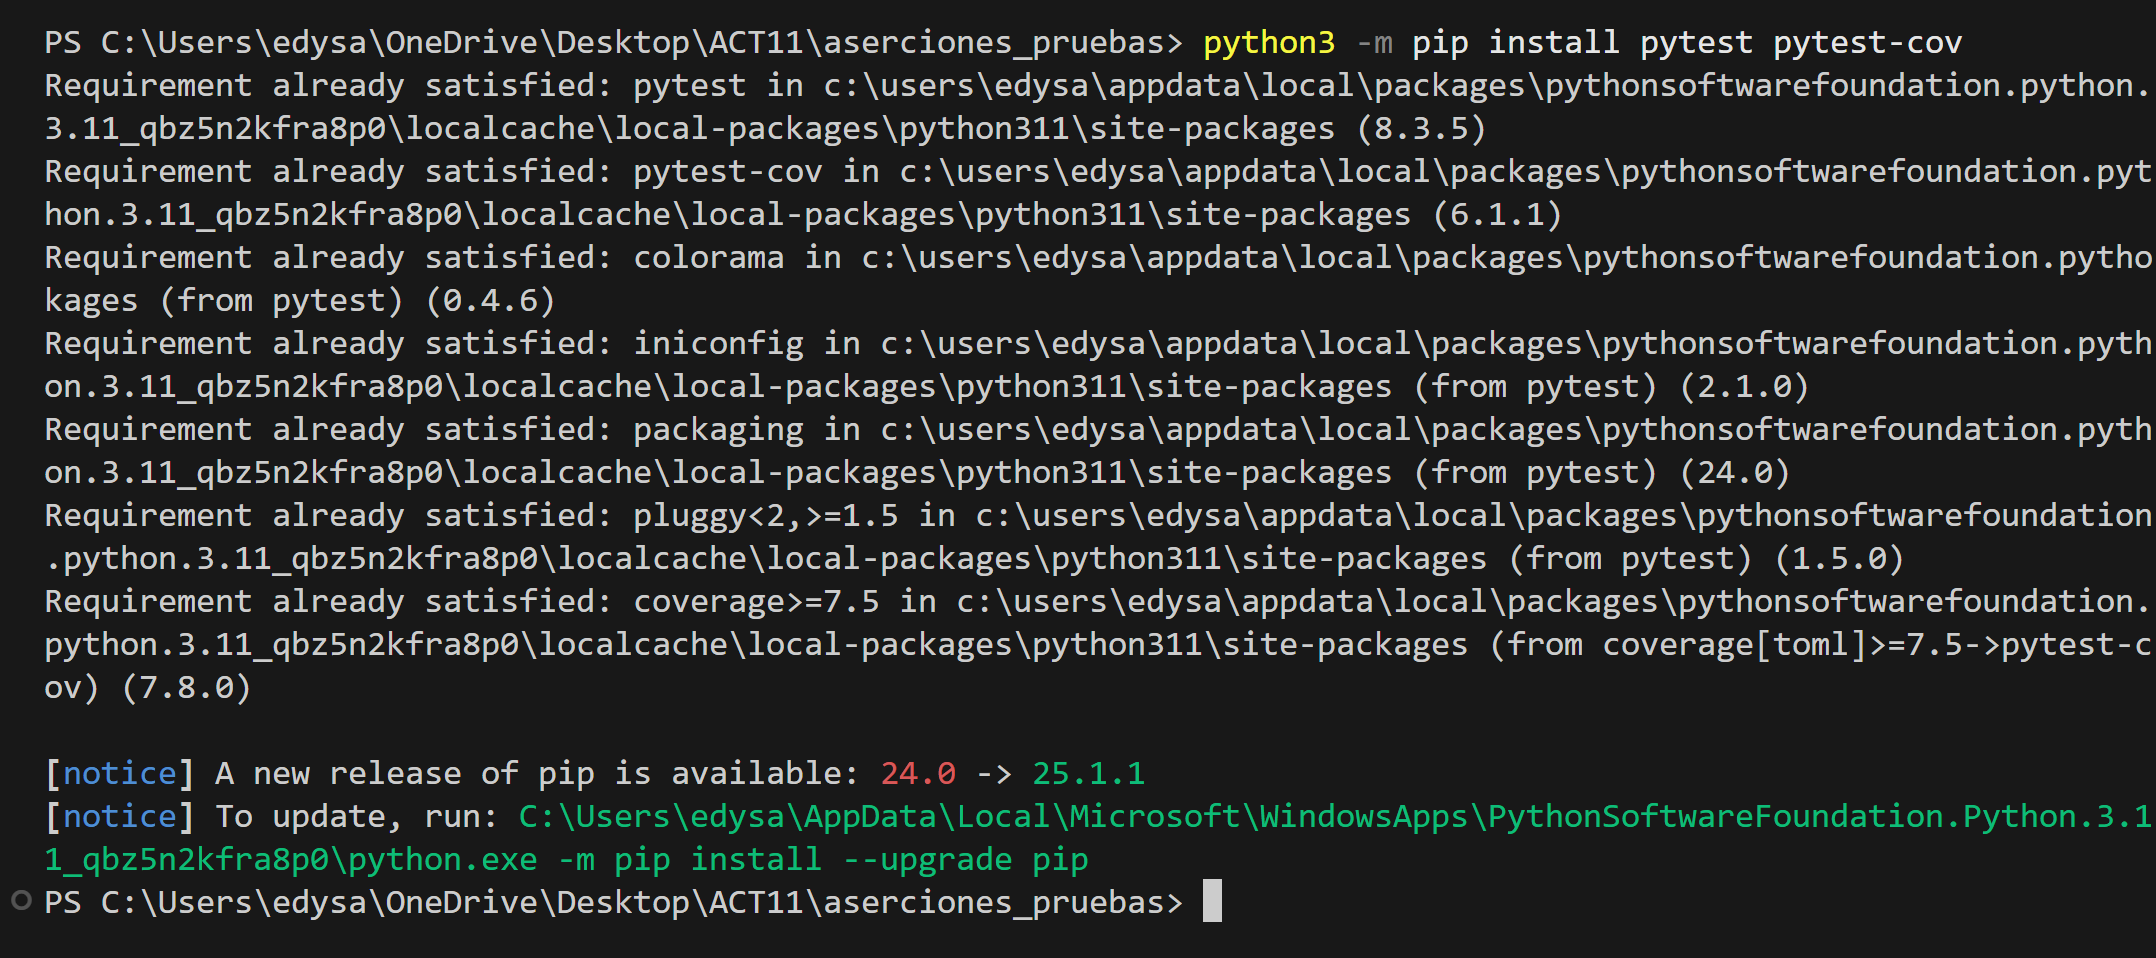 PS C:\Users\edysa\OneDrive\Desktop\ACT11\aserciones_pruebas> python3 -m pip install pytest pytest-cov
Requirement already satisfied: pytest in c:\users\edysa\appdata\local\packages\pythonsoftwarefoundation.python.
3.11_qbz5n2kfra8p0\localcache\local-packages\python311\site-packages (8.3.5)
Requirement already satisfied: pytest-cov in c:\users\edysa\appdata\local\packages\pythonsoftwarefoundation.pyt
hon.3.11_qbz5n2kfra8p0\localcache\local-packages\python311\site-packages (6.1.1)
Requirement already satisfied: colorama in c:\users\edysa\appdata\local\packages\pythonsoftwarefoundation.pytho
kages (from pytest) (0.4.6)
Requirement already satisfied: iniconfig in c:\users\edysa\appdata\local\packages\pythonsoftwarefoundation.pyth
on.3.11_qbz5n2kfra8p0\localcache\local-packages\python311\site-packages (from pytest) (2.1.0)
Requirement already satisfied: packaging in c:\users\edysa\appdata\local\packages\pythonsoftwarefoundation.pyth
on.3.11_qbz5n2kfra8p0\localcache\local-packages\python311\site-packages (from pytest) (24.0)
Requirement already satisfied: pluggy<2,>=1.5 in c:\users\edysa\appdata\local\packages\pythonsoftwarefoundation
.python.3.11_qbz5n2kfra8p0\localcache\local-packages\python311\site-packages (from pytest) (1.5.0)
Requirement already satisfied: coverage>=7.5 in c:\users\edysa\appdata\local\packages\pythonsoftwarefoundation.
python.3.11_qbz5n2kfra8p0\localcache\local-packages\python311\site-packages (from coverage[toml]>=7.5->pytest-c
ov) (7.8.0)
[notice] A new release of pip is available: 24.0 -> 25.1.1
[notice] To update, run: C:\Users\edysa\AppData\Local\Microsoft\WindowsApps\PythonSoftwareFoundation.Python.3.1
1_qbz5n2kfra8p0\python.exe -m pip install --upgrade pip
PS C:\Users\edysa\OneDrive\Desktop\ACT11\aserciones_pruebas>